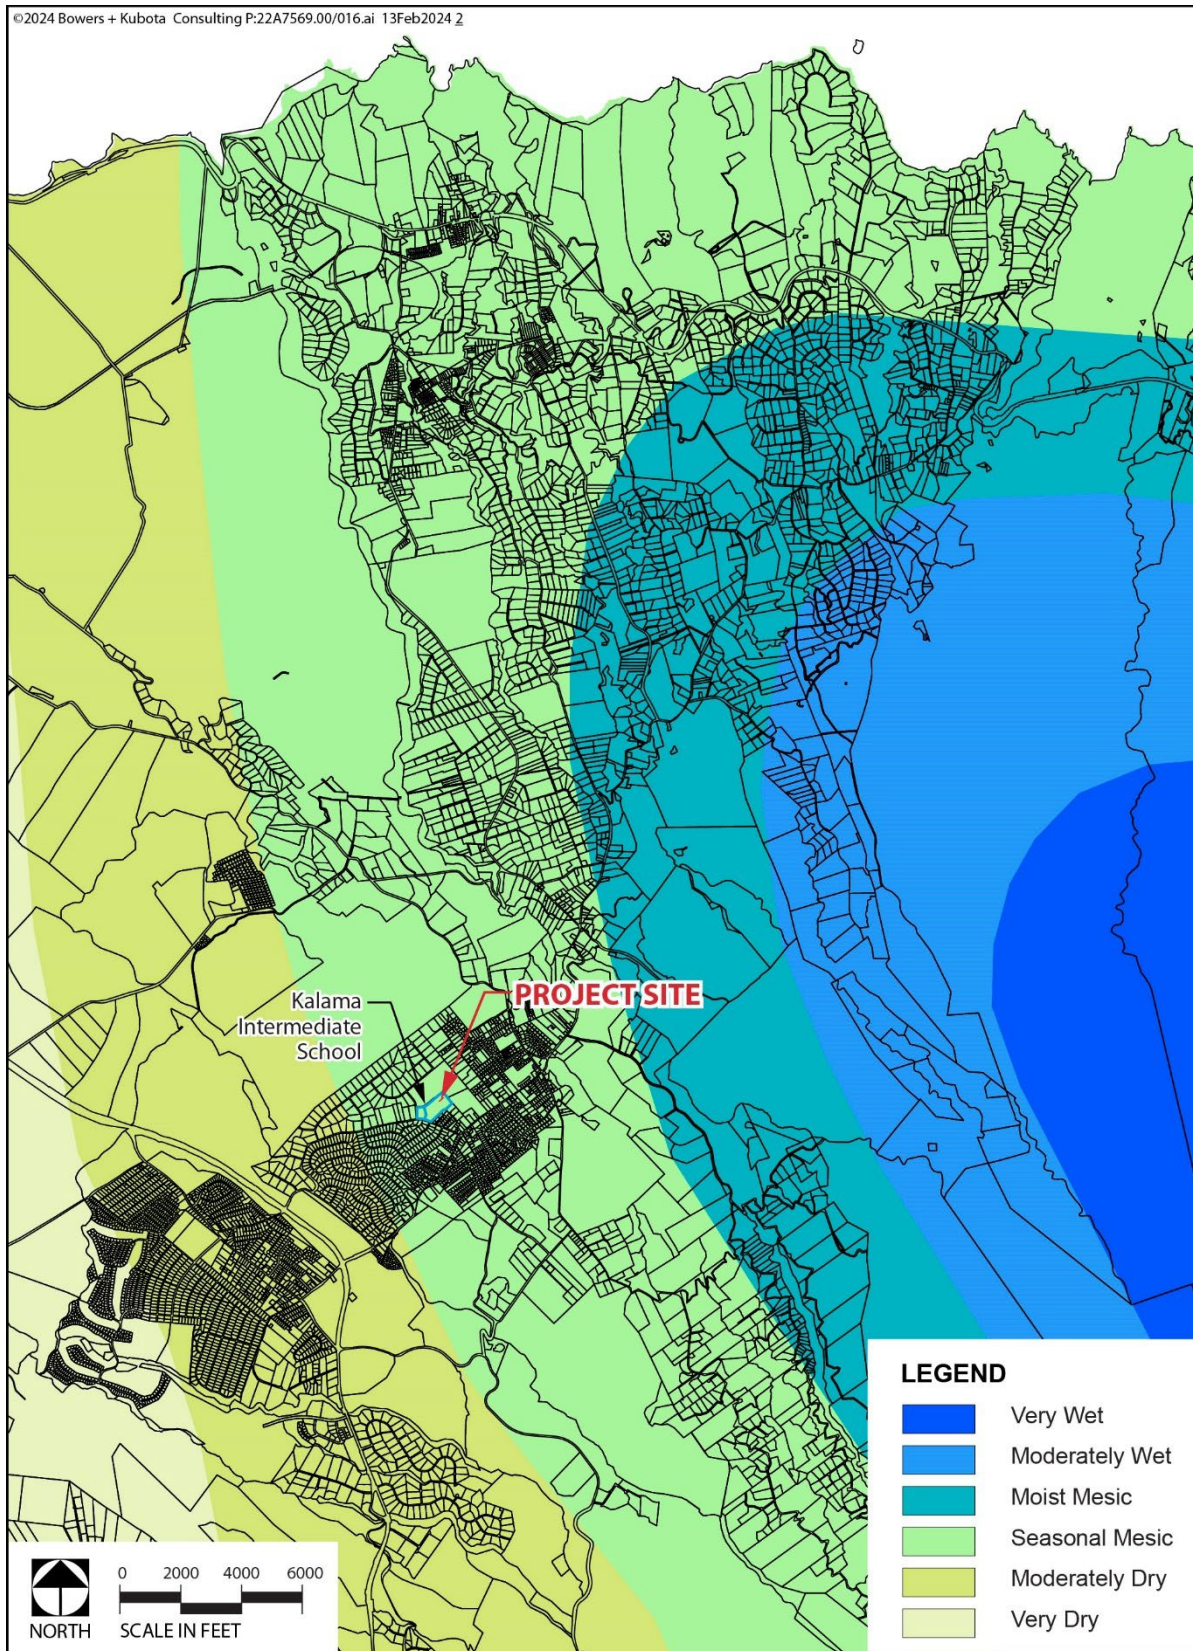 ©2024 Bowers + Kubota Consulting P:22A7569.00/016.ai 13Feb2024 2
PROJECT SITE
Kalama
Intermediate
School
LEGEND
Very Wet
Moderately Wet
Moist Mesic
Seasonal Mesic
Moderately Dry
Very Dry
0 2000 4000 6000
NORTH SCALE IN FEET